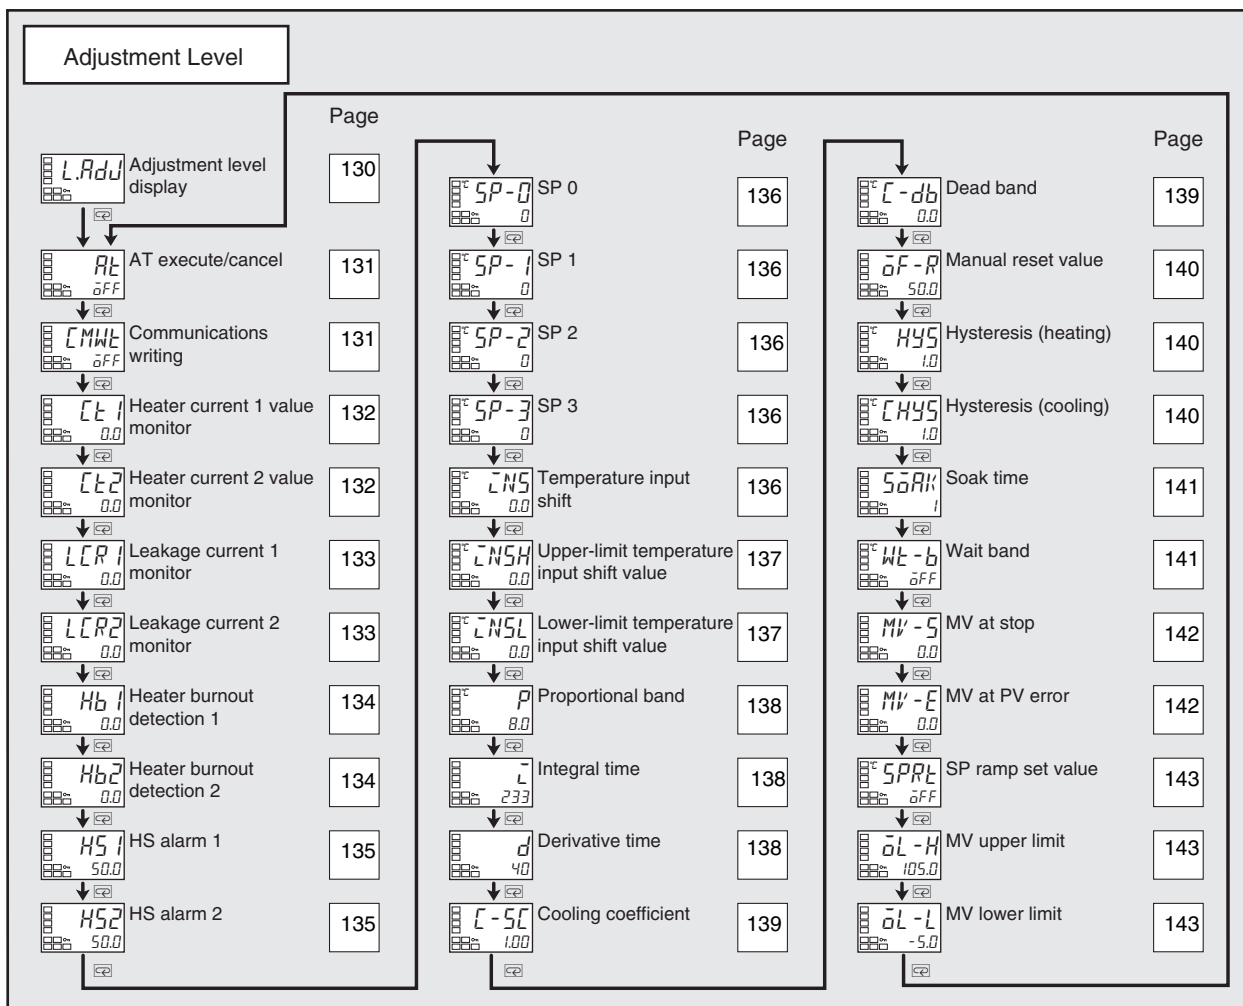 Adjustment Level
Page
L.AdJ
Adjustment level
display
130
At
OFF
AT execute/cancel
131
CMWt
OFF
Communications
writing
131
Ct1
0.0
Heater current 1 value
monitor
132
Ct2
0.0
Heater current 2 value
monitor
132
LCR1
0.0
Leakage current 1
monitor
133
LCR2
0.0
Leakage current 2
monitor
133
Hb1
0.0
Heater burnout
detection 1
134
Hb2
0.0
Heater burnout
detection 2
134
HS1
50.0
HS alarm 1
135
HS2
50.0
HS alarm 2
135
Page
°C
SP-0
0
SP 0
136
°C
SP-1
0
SP 1
136
°C
SP-2
0
SP 2
136
°C
SP-3
0
SP 3
136
°C
INS
0.0
Temperature input
shift
136
°C
INSH
0.0
Upper-limit temperature
input shift value
137
°C
INSL
0.0
Lower-limit temperature
input shift value
137
°C
P
8.0
Proportional band
138
I
233
Integral time
138
d
40
Derivative time
138
C-SC
1.00
Cooling coefficient
139
Page
°C
C-db
0.0
Dead band
139
OF-R
50.0
Manual reset value
140
°C
HYS
1.0
Hysteresis (heating)
140
°C
CHYS
1.0
Hysteresis (cooling)
140
SOAK
1
Soak time
141
°C
Wt-b
OFF
Wait band
141
MV-S
0.0
MV at stop
142
MV-E
0.0
MV at PV error
142
°C
SPRt
OFF
SP ramp set value
143
OL-H
105.0
MV upper limit
143
OL-L
-5.0
MV lower limit
143